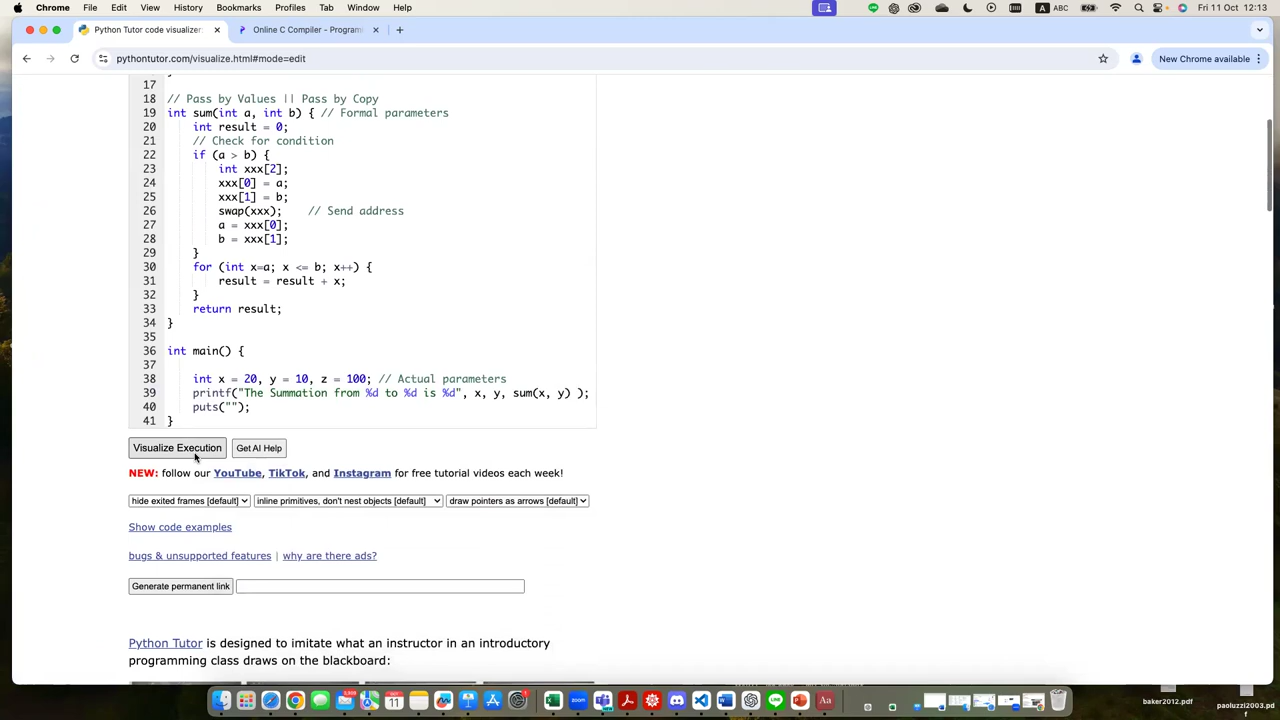 Chrome File Edit View History Bookmarks Profiles Tab Window Help
ABC Fri 11 Oct 12:13
Python Tutor code visualizer:
Online C Compiler - Program
pythontutor.com/visualize.html#mode=edit
New Chrome available
17
18 // Pass by Values || Pass by Copy
19 int sum(int a, int b) { // Formal parameters
20 int result = 0;
21 // Check for condition
22 if (a > b) {
23 int xxx[2];
24 xxx[0] = a;
25 xxx[1] = b;
26 swap(xxx); // Send address
27 a = xxx[0];
28 b = xxx[1];
29 }
30 for (int x=a; x <= b; x++) {
31 result = result + x;
32 }
33 return result;
34 }
35
36 int main() {
37
38 int x = 20, y = 10, z = 100; // Actual parameters
39 printf("The Summation from %d to %d is %d", x, y, sum(x, y) );
40 puts("");
41 }
Visualize Execution Get AI Help
NEW: follow our YouTube, TikTok, and Instagram for free tutorial videos each week!
hide exited frames [default] inline primitives, don't nest objects [default] draw pointers as arrows [default]
Show code examples
bugs & unsupported features | why are there ads?
Generate permanent link
Python Tutor is designed to imitate what an instructor in an introductory
programming class draws on the blackboard:
baker2012.pdf
paoluzzi2003.pd
f